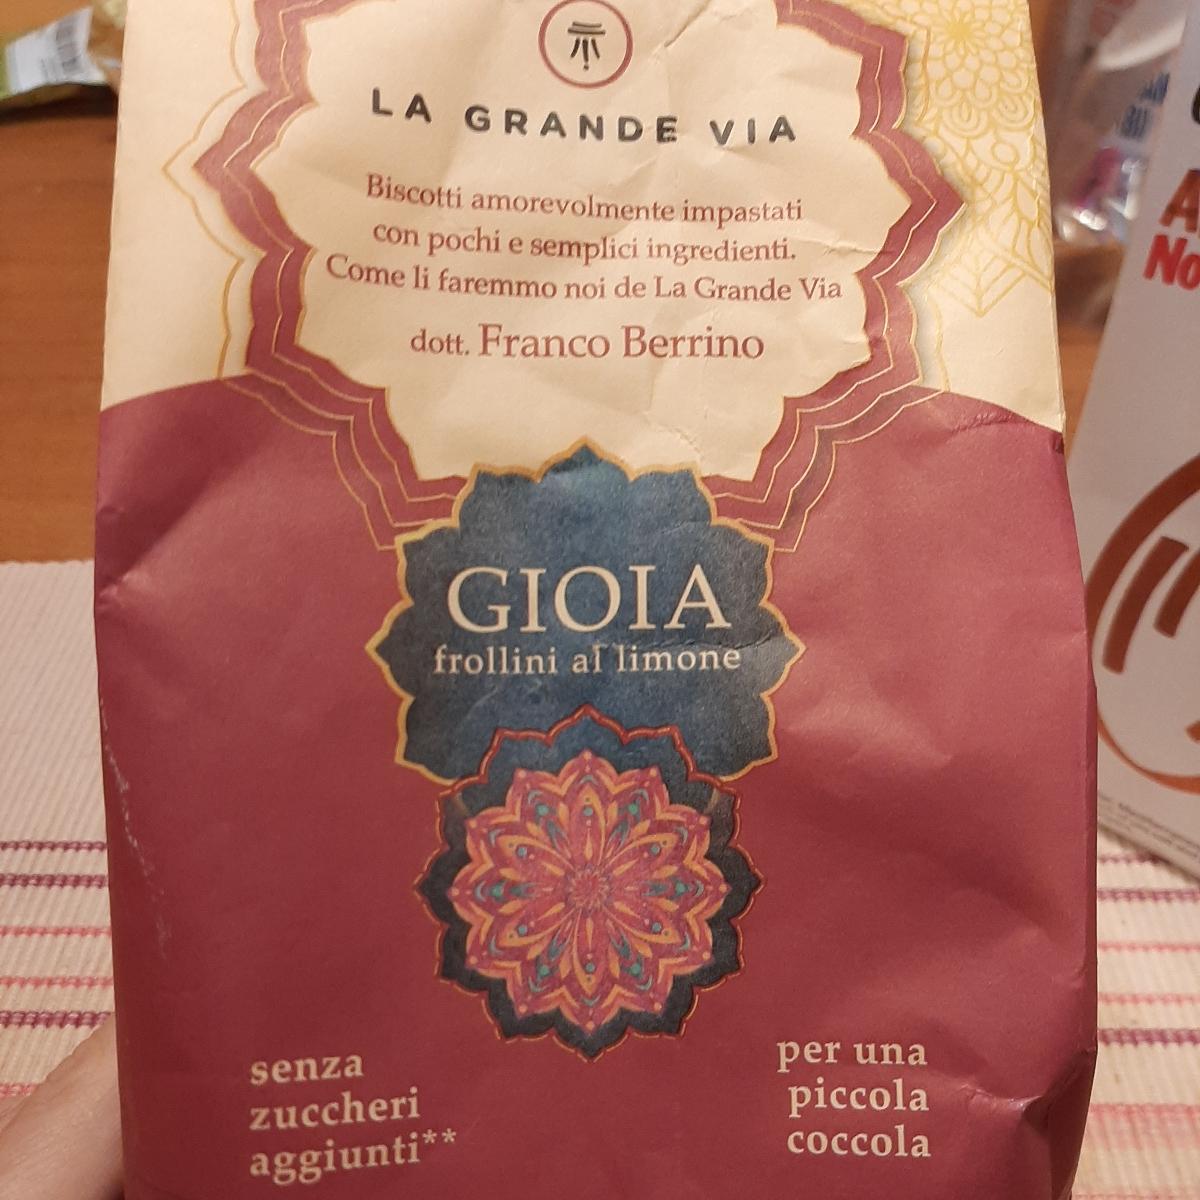 LA GRANDE VIA
Biscotti amorevolmente impastati
con pochi e semplici ingredienti.
Come li faremmo noi de La Grande Via
dott. Franco Berrino
GIOIA
frollini al limone
senza
zuccheri
aggiunti**
per una
piccola
coccola